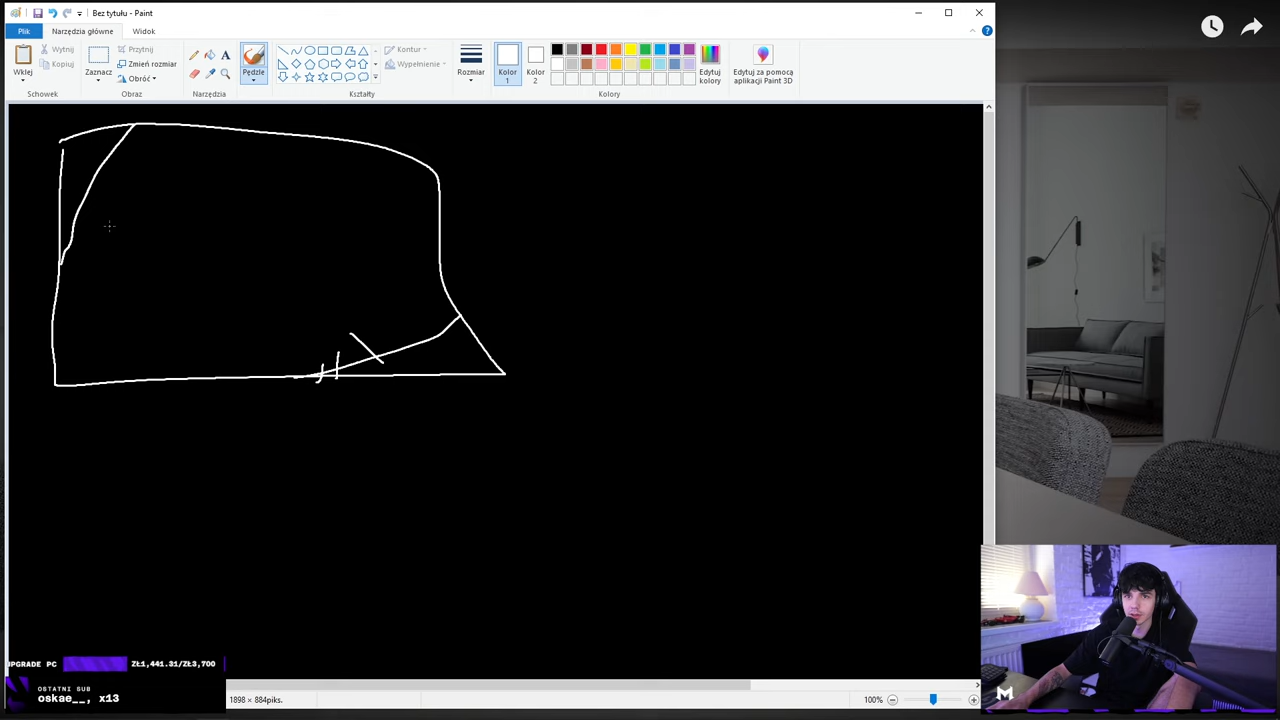 Bez tytułu - Paint
Plik
Narzędzia główne
Widok
Wklej
Wytnij
Kopiuj
Schowek
Zaznacz
Przytnij
Zmień rozmiar
Obróć
Obraz
A
Narzędzia
Pędzle
Kontur
Wypełnienie
Kształty
Rozmiar
Kolor
1
Kolor
2
Edytuj
kolory
Edytuj za pomocą
aplikacji Paint 3D
Kolory
UPGRADE PC
ZŁ1,441.31/ZŁ3,700
OSTATNI SUB
oskae__, x13
1898 × 884piks.
100%